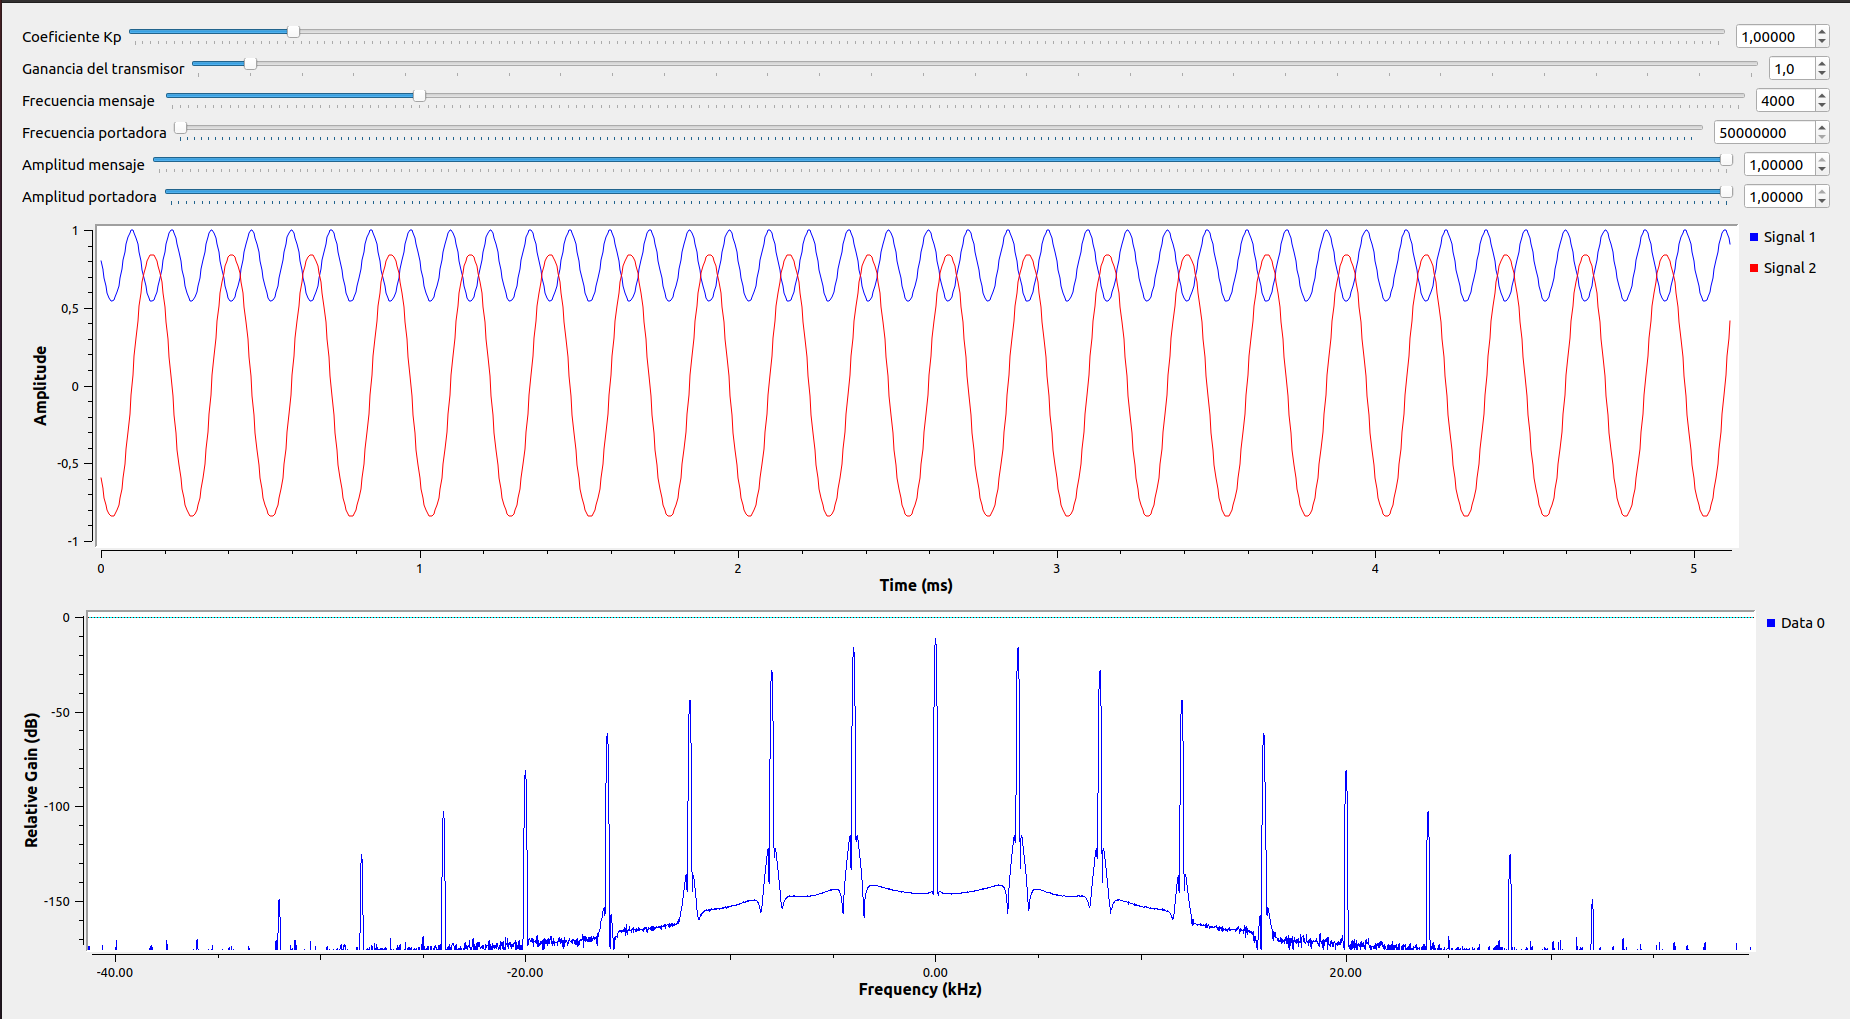 Coeficiente Kp 1,00000
Ganancia del transmisor 1,0
Frecuencia mensaje 4000
Frecuencia portadora 50000000
Amplitud mensaje 1,00000
Amplitud portadora 1,00000
1
0,5
0
-0,5
-1
Amplitude
0 1 2 3 4 5
Time (ms)
Signal 1
Signal 2
0
-50
-100
-150
Relative Gain (dB)
-40.00 -20.00 0.00 20.00
Frequency (kHz)
Data 0